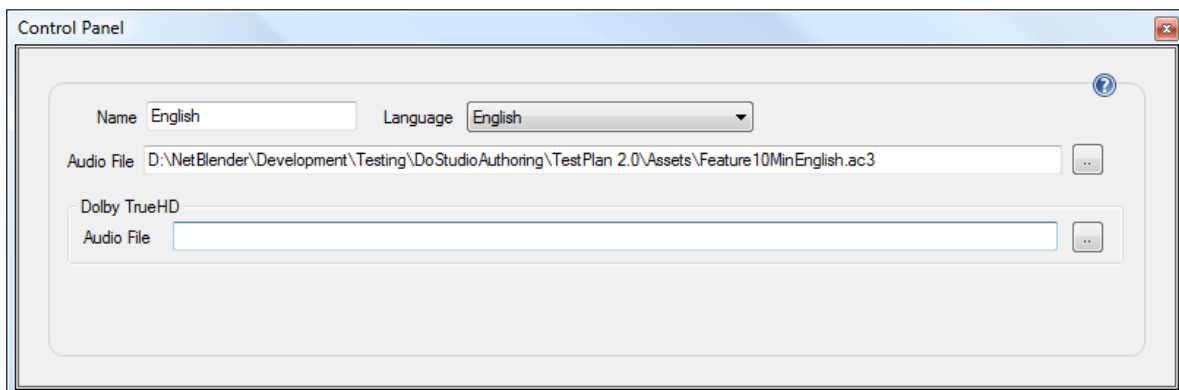 Control Panel
Name English Language English
Audio File D:\NetBlender\Development\Testing\DoStudioAuthoring\TestPlan 2.0\Assets\Feature10MinEnglish.ac3 ..
Dolby TrueHD
Audio File ..